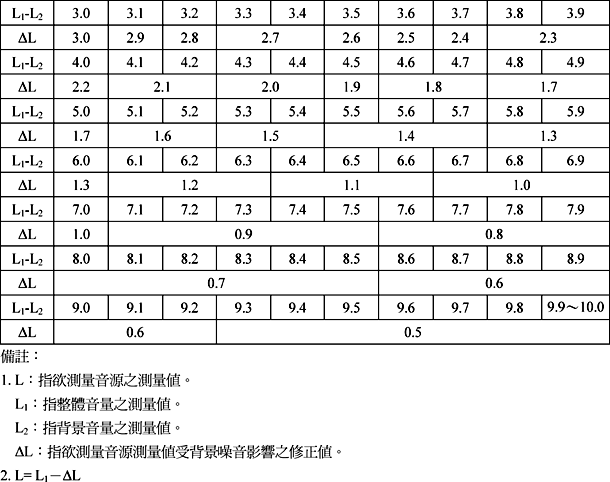 L₁-L₂ 3.0 3.1 3.2 3.3 3.4 3.5 3.6 3.7 3.8 3.9
ΔL 3.0 2.9 2.8 2.7 2.6 2.5 2.4 2.3
L₁-L₂ 4.0 4.1 4.2 4.3 4.4 4.5 4.6 4.7 4.8 4.9
ΔL 2.2 2.1 2.0 1.9 1.8 1.7
L₁-L₂ 5.0 5.1 5.2 5.3 5.4 5.5 5.6 5.7 5.8 5.9
ΔL 1.7 1.6 1.5 1.4 1.3
L₁-L₂ 6.0 6.1 6.2 6.3 6.4 6.5 6.6 6.7 6.8 6.9
ΔL 1.3 1.2 1.1 1.0
L₁-L₂ 7.0 7.1 7.2 7.3 7.4 7.5 7.6 7.7 7.8 7.9
ΔL 1.0 0.9 0.8
L₁-L₂ 8.0 8.1 8.2 8.3 8.4 8.5 8.6 8.7 8.8 8.9
ΔL 0.7 0.6
L₁-L₂ 9.0 9.1 9.2 9.3 9.4 9.5 9.6 9.7 9.8 9.9～10.0
ΔL 0.6 0.5
備註：
1. L：指欲測量音源之測量值。
L₁：指整體音量之測量值。
L₂：指背景音量之測量值。
ΔL：指欲測量音源測量值受背景噪音影響之修正值。
2. L= L₁－ΔL